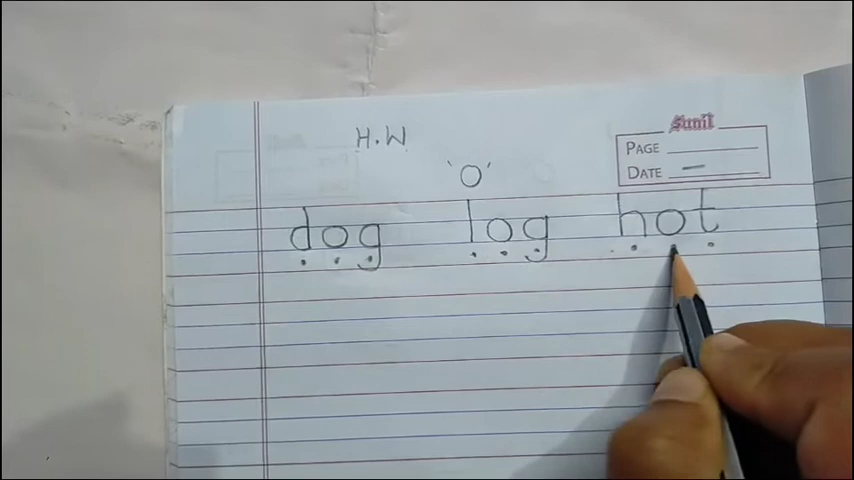 H.W
Sunil
PAGE
DATE —
'O'
dog log hot